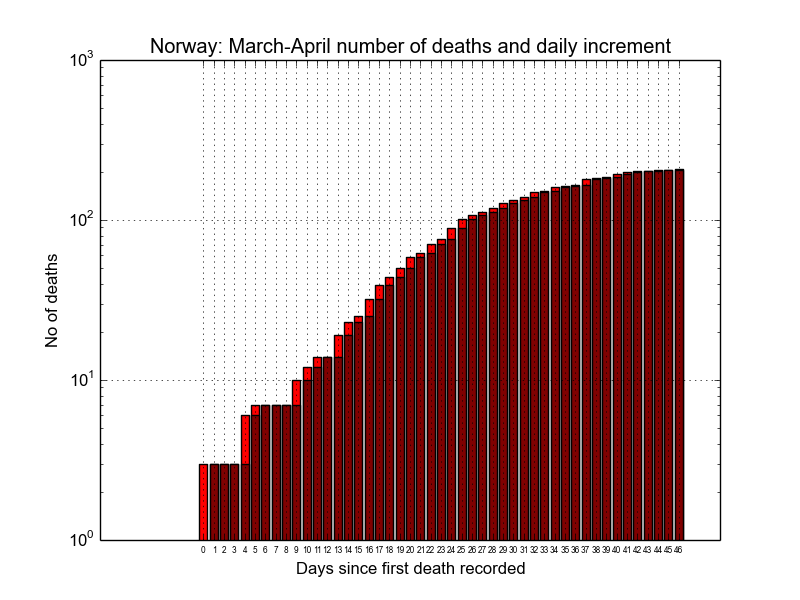 Norway: March-April number of deaths and daily increment
10³
10²
10¹
10⁰
No of deaths
0 1 2 3 4 5 6 7 8 9 10 11 12 13 14 15 16 17 18 19 20 21 22 23 24 25 26 27 28 29 30 31 32 33 34 35 36 37 38 39 40 41 42 43 44 45 46
Days since first death recorded